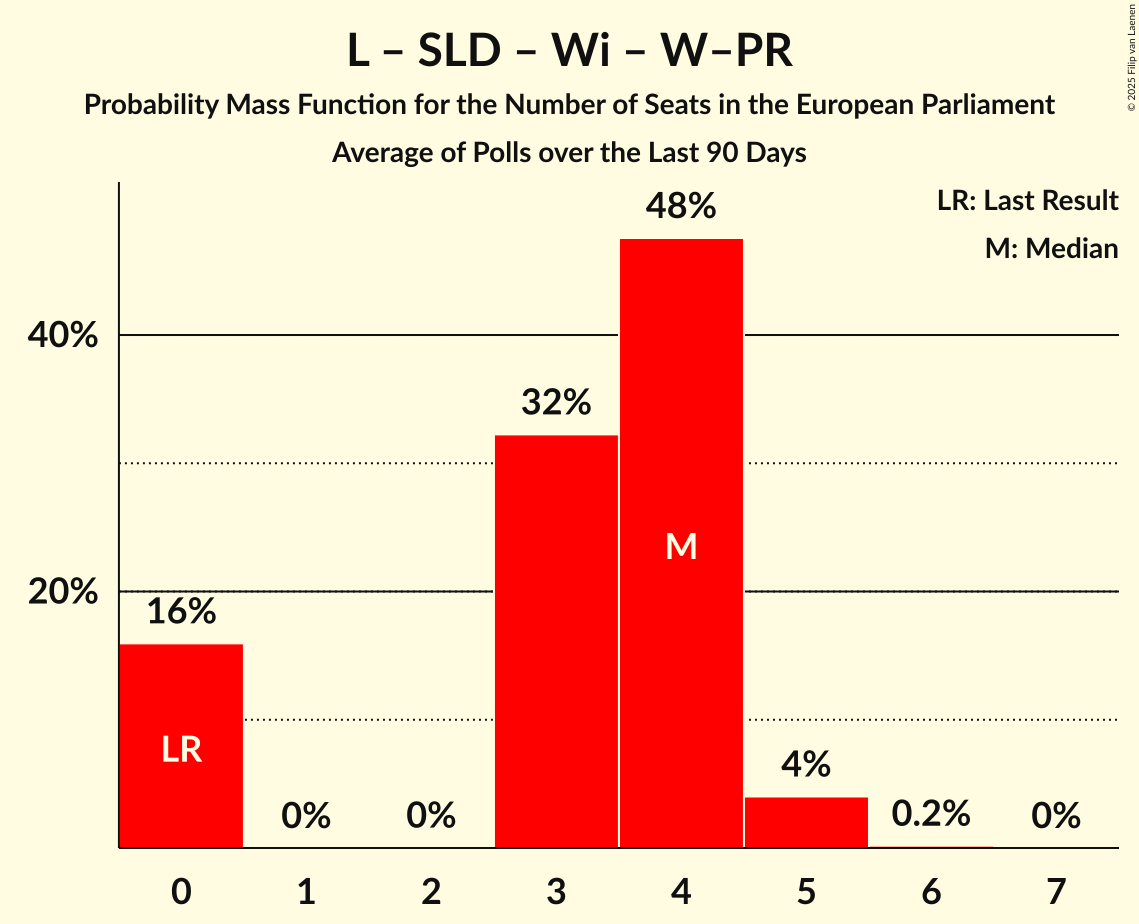 L – SLD – Wi – W–PR
Probability Mass Function for the Number of Seats in the European Parliament
Average of Polls over the Last 90 Days
© 2025 Filip van Laenen
LR: Last Result
M: Median
48%
40%
32%
M
20%
16%
LR
4%
0%
0%
0.2%
0%
0 1 2 3 4 5 6 7